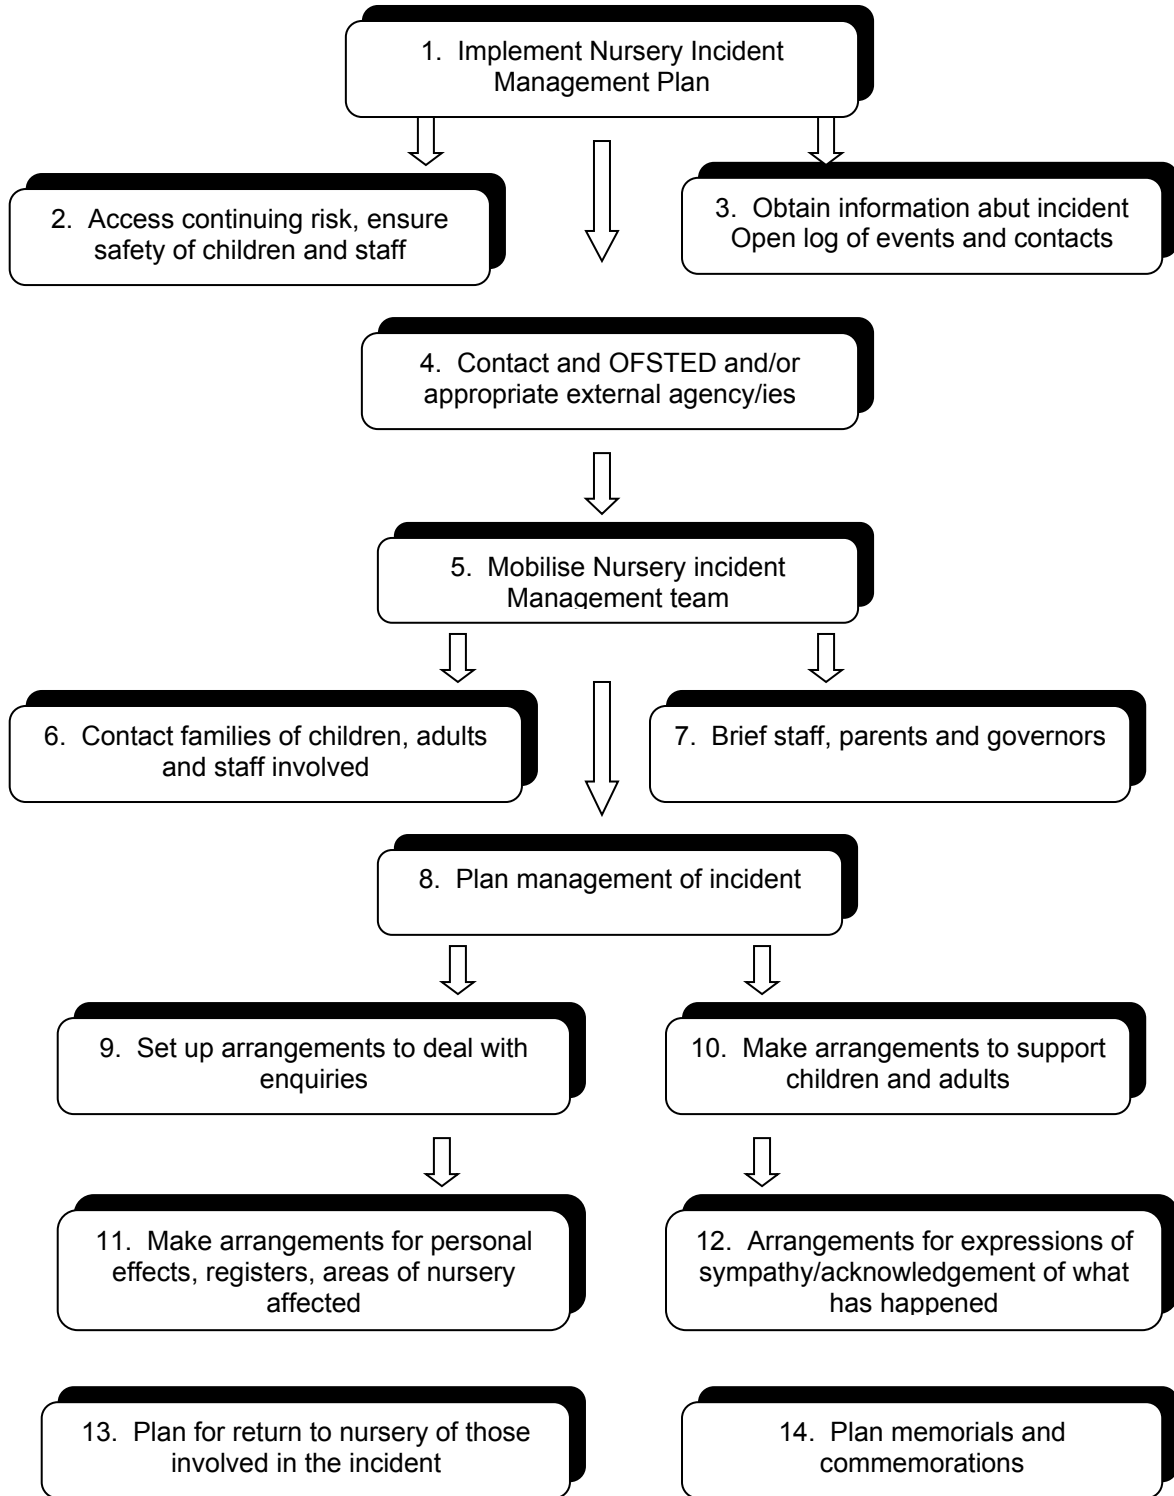 1. Implement Nursery Incident
Management Plan
2. Access continuing risk, ensure
safety of children and staff
3. Obtain information abut incident
Open log of events and contacts
4. Contact and OFSTED and/or
appropriate external agency/ies
5. Mobilise Nursery incident
Management team
6. Contact families of children, adults
and staff involved
7. Brief staff, parents and governors
8. Plan management of incident
9. Set up arrangements to deal with
enquiries
10. Make arrangements to support
children and adults
11. Make arrangements for personal
effects, registers, areas of nursery
affected
12. Arrangements for expressions of
sympathy/acknowledgement of what
has happened
13. Plan for return to nursery of those
involved in the incident
14. Plan memorials and
commemorations